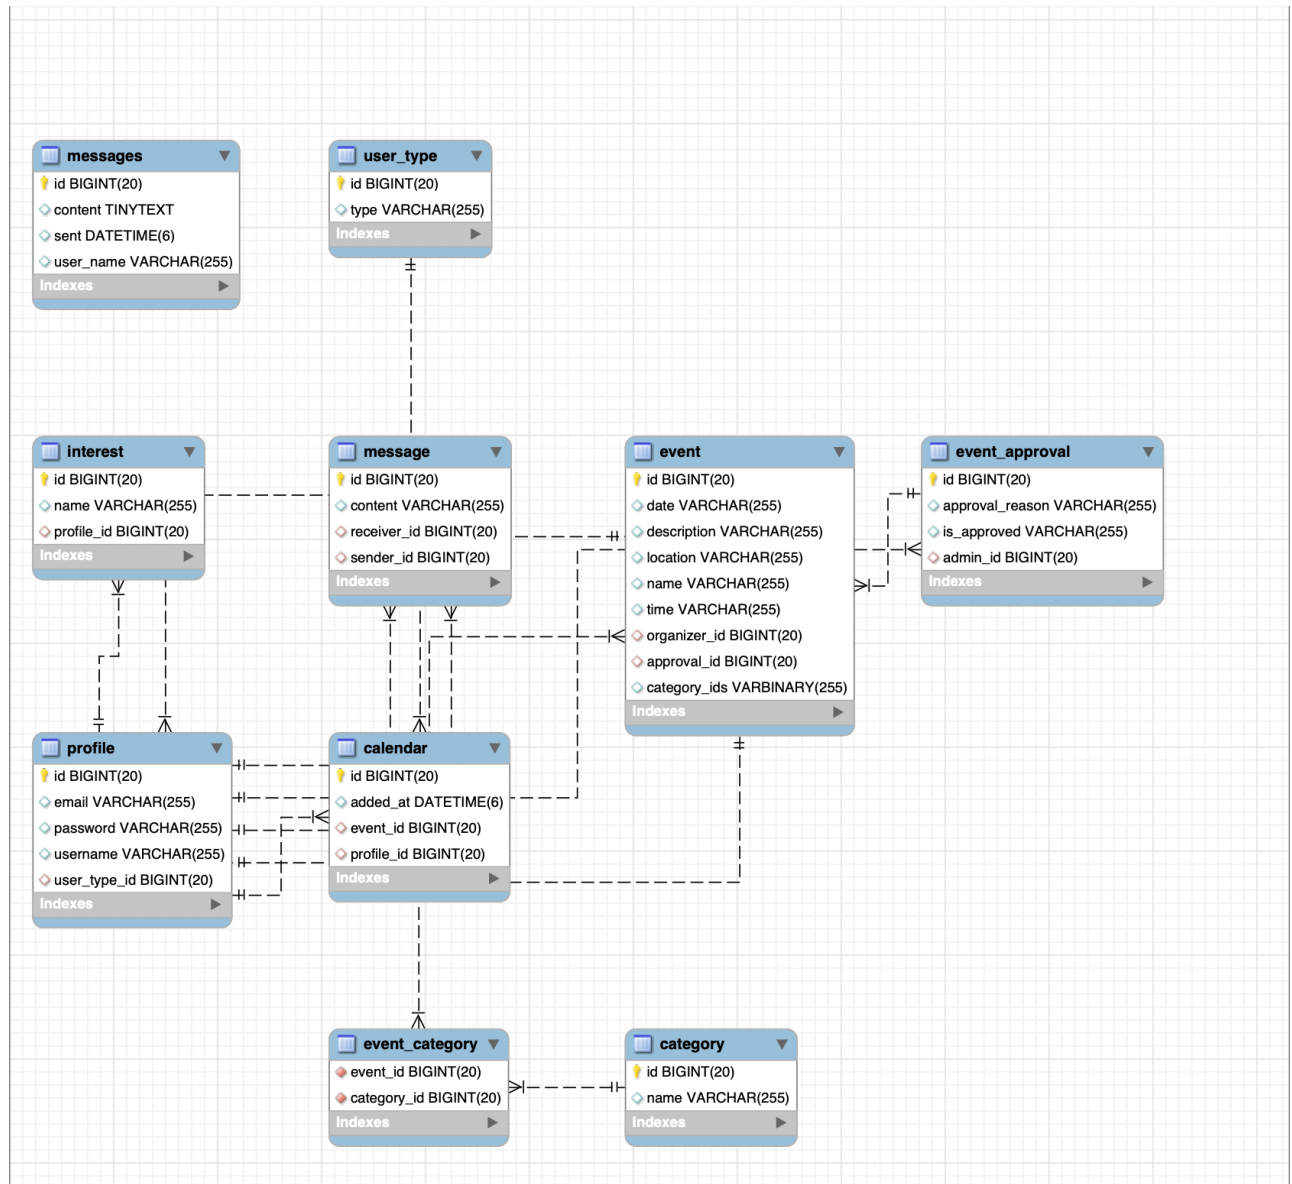 messages
id BIGINT(20)
content TINYTEXT
sent DATETIME(6)
user_name VARCHAR(255)
Indexes
user_type
id BIGINT(20)
type VARCHAR(255)
Indexes
interest
id BIGINT(20)
name VARCHAR(255)
profile_id BIGINT(20)
Indexes
message
id BIGINT(20)
content VARCHAR(255)
receiver_id BIGINT(20)
sender_id BIGINT(20)
Indexes
event
id BIGINT(20)
date VARCHAR(255)
description VARCHAR(255)
location VARCHAR(255)
name VARCHAR(255)
time VARCHAR(255)
organizer_id BIGINT(20)
approval_id BIGINT(20)
category_ids VARBINARY(255)
Indexes
event_approval
id BIGINT(20)
approval_reason VARCHAR(255)
is_approved VARCHAR(255)
admin_id BIGINT(20)
Indexes
profile
id BIGINT(20)
email VARCHAR(255)
password VARCHAR(255)
username VARCHAR(255)
user_type_id BIGINT(20)
Indexes
calendar
id BIGINT(20)
added_at DATETIME(6)
event_id BIGINT(20)
profile_id BIGINT(20)
Indexes
event_category
event_id BIGINT(20)
category_id BIGINT(20)
Indexes
category
id BIGINT(20)
name VARCHAR(255)
Indexes